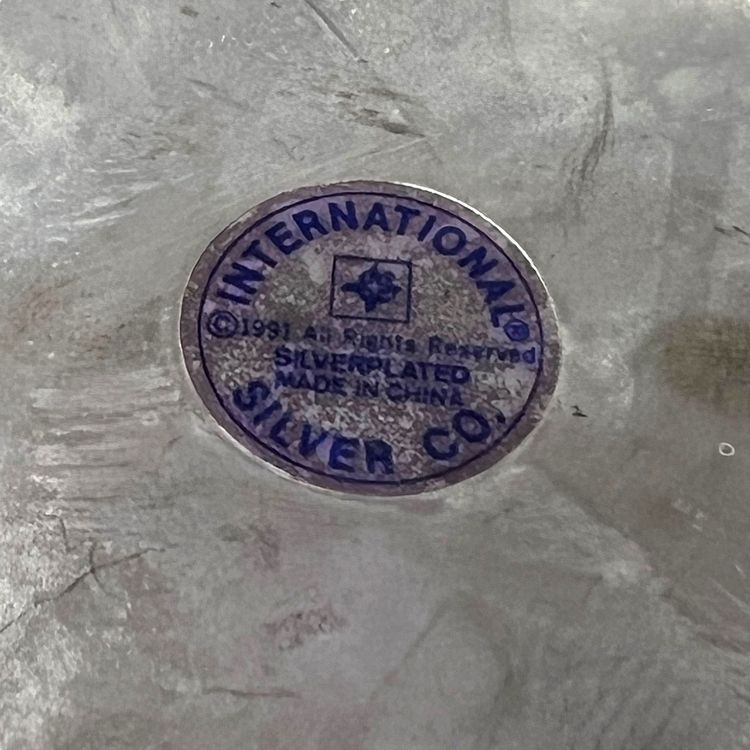 INTERNATIONAL®
©1991 All Rights Reserved
SILVERPLATED
MADE IN CHINA
SILVER CO.